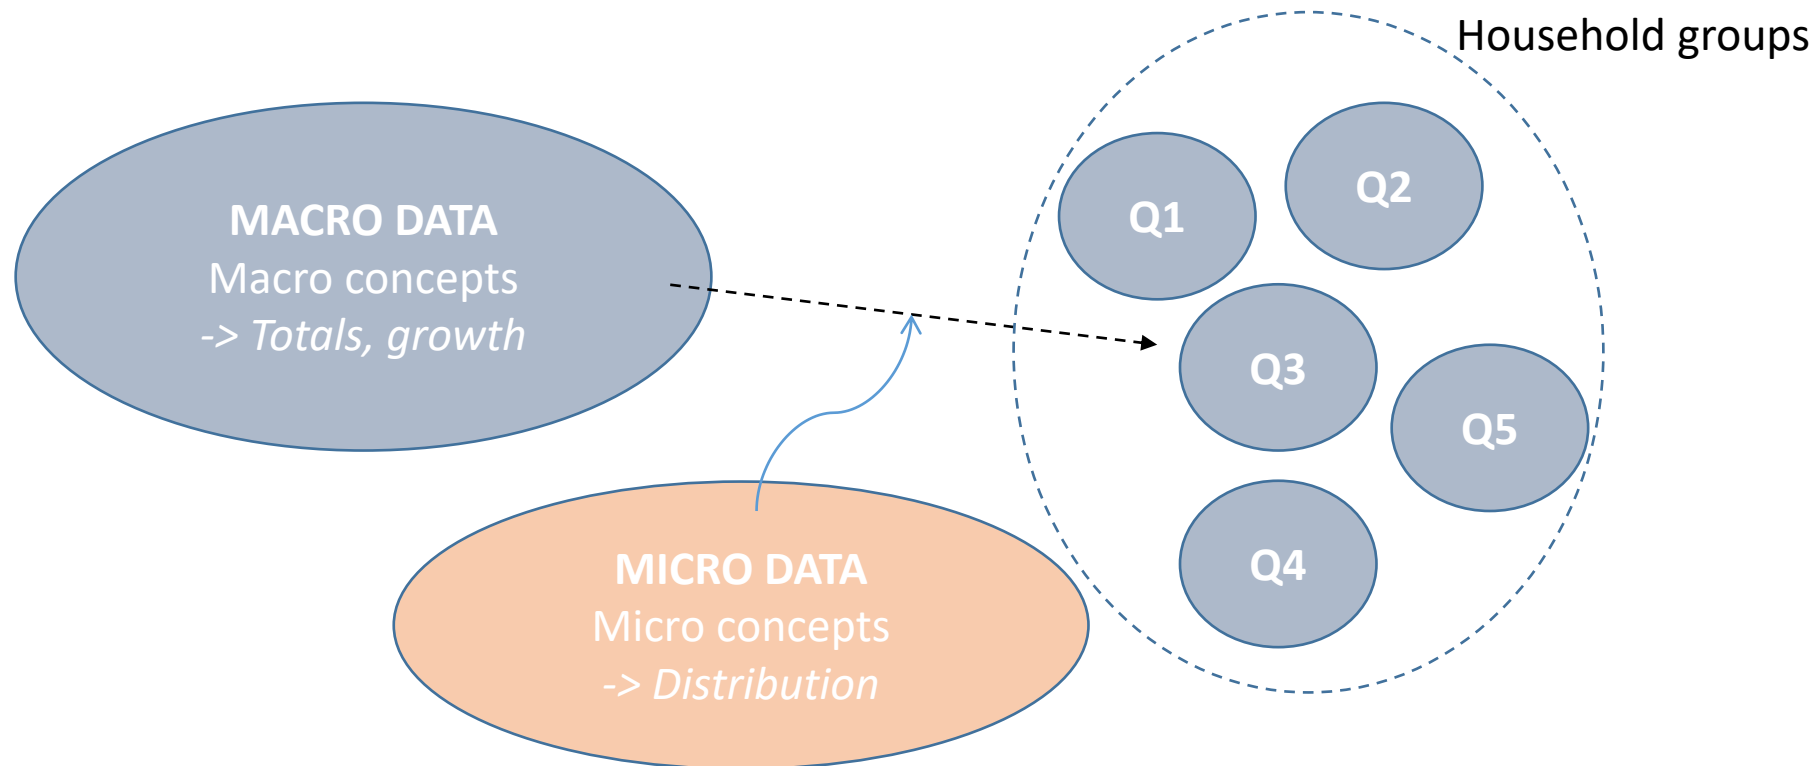 Household groups
MACRO DATA
Macro concepts
-> Totals, growth
Q1
Q2
Q3
Q5
Q4
MICRO DATA
Micro concepts
-> Distribution